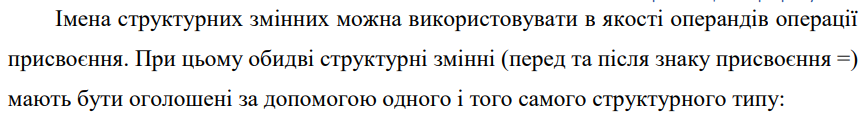 Імена структурних змінних можна використовувати в якості операндів операції
присвоєння. При цьому обидві структурні змінні (перед та після знаку присвоєння =)
мають бути оголошені за допомогою одного і того самого структурного типу: